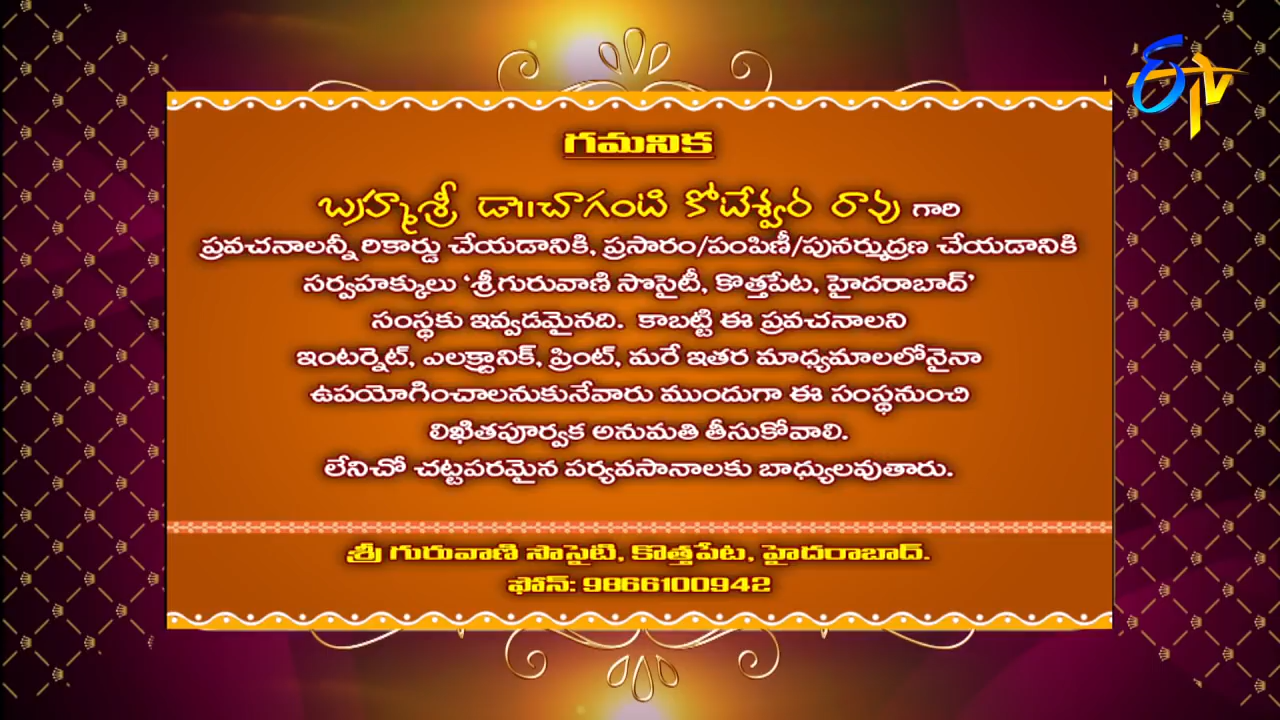 ETV
గమనిక
బ్రహ్మశ్రీ డా॥చాగంటి కోటేశ్వర రావు గారి
ప్రవచనాలన్నీ రికార్డు చేయడానికి, ప్రసారం/పంపిణీ/పునర్ముద్రణ చేయడానికి
సర్వహక్కులు ‘శ్రీగురువాణి సొసైటీ, కొత్తపేట, హైదరాబాద్’
సంస్థకు ఇవ్వడమైనది. కాబట్టి ఈ ప్రవచనాలని
ఇంటర్నెట్, ఎలక్ట్రానిక్, ప్రింట్, మరే ఇతర మాధ్యమాలలోనైనా
ఉపయోగించాలనుకునేవారు ముందుగా ఈ సంస్థనుంచి
లిఖితపూర్వక అనుమతి తీసుకోవాలి.
లేనిచో చట్టపరమైన పర్యవసానాలకు బాధ్యులవుతారు.
శ్రీ గురువాణి సొసైటి, కొత్తపేట, హైదరాబాద్.
ఫోన్: 9866100942